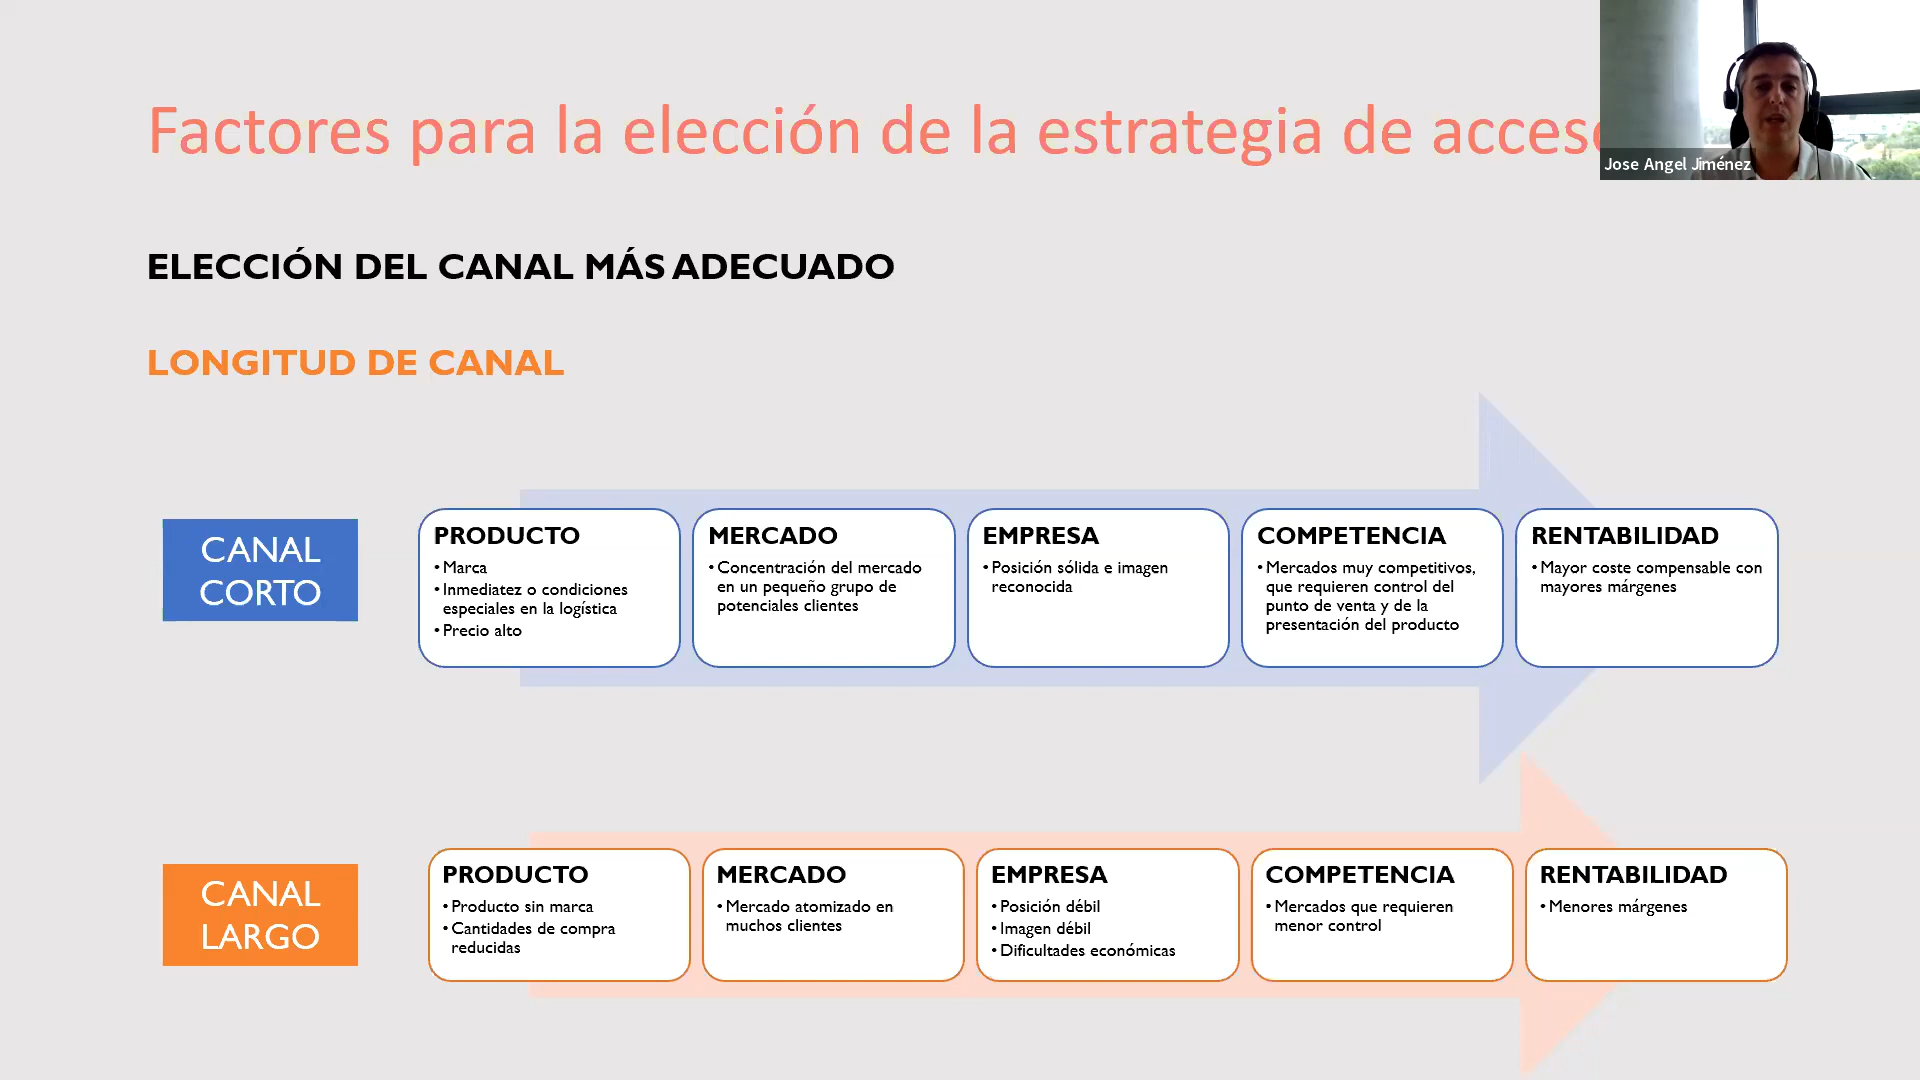 Factores para la elección de la estrategia de acceso
Jose Angel Jiménez
ELECCIÓN DEL CANAL MÁS ADECUADO
LONGITUD DE CANAL
CANAL
CORTO
PRODUCTO
• Marca
• Inmediatez o condiciones
especiales en la logística
• Precio alto
MERCADO
• Concentración del mercado
en un pequeño grupo de
potenciales clientes
EMPRESA
• Posición sólida e imagen
reconocida
COMPETENCIA
• Mercados muy competitivos,
que requieren control del
punto de venta y de la
presentación del producto
RENTABILIDAD
• Mayor coste compensable con
mayores márgenes
CANAL
LARGO
PRODUCTO
• Producto sin marca
• Cantidades de compra
reducidas
MERCADO
• Mercado atomizado en
muchos clientes
EMPRESA
• Posición débil
• Imagen débil
• Dificultades económicas
COMPETENCIA
• Mercados que requieren
menor control
RENTABILIDAD
• Menores márgenes